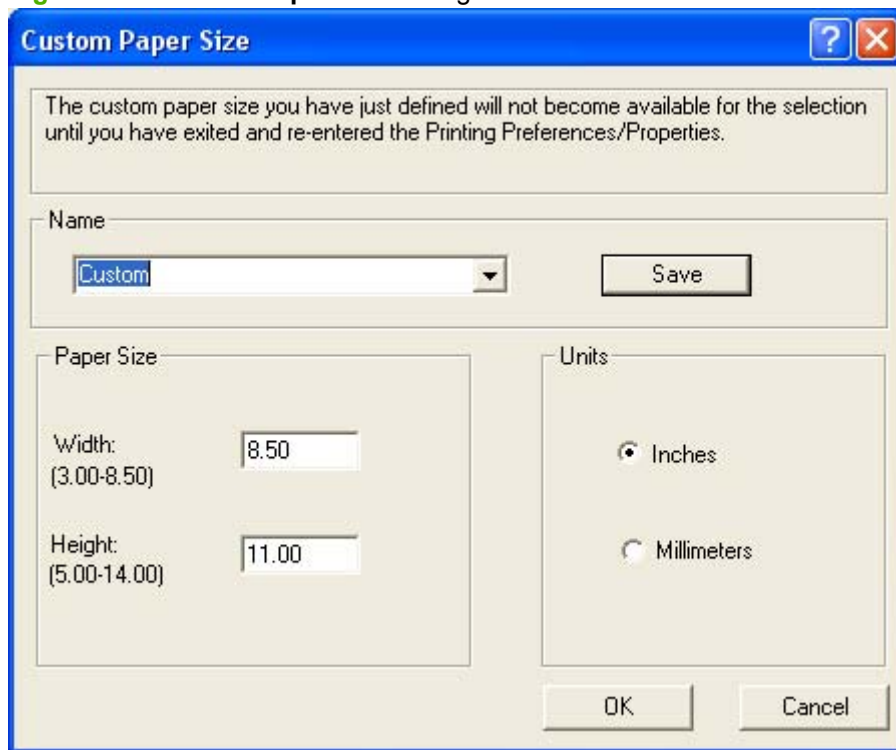 Custom Paper Size
The custom paper size you have just defined will not become available for the selection
until you have exited and re-entered the Printing Preferences/Properties.
Name
Custom
Save
Paper Size
Width:
(3.00-8.50)
8.50
Height:
(5.00-14.00)
11.00
Units
Inches
Millimeters
OK
Cancel